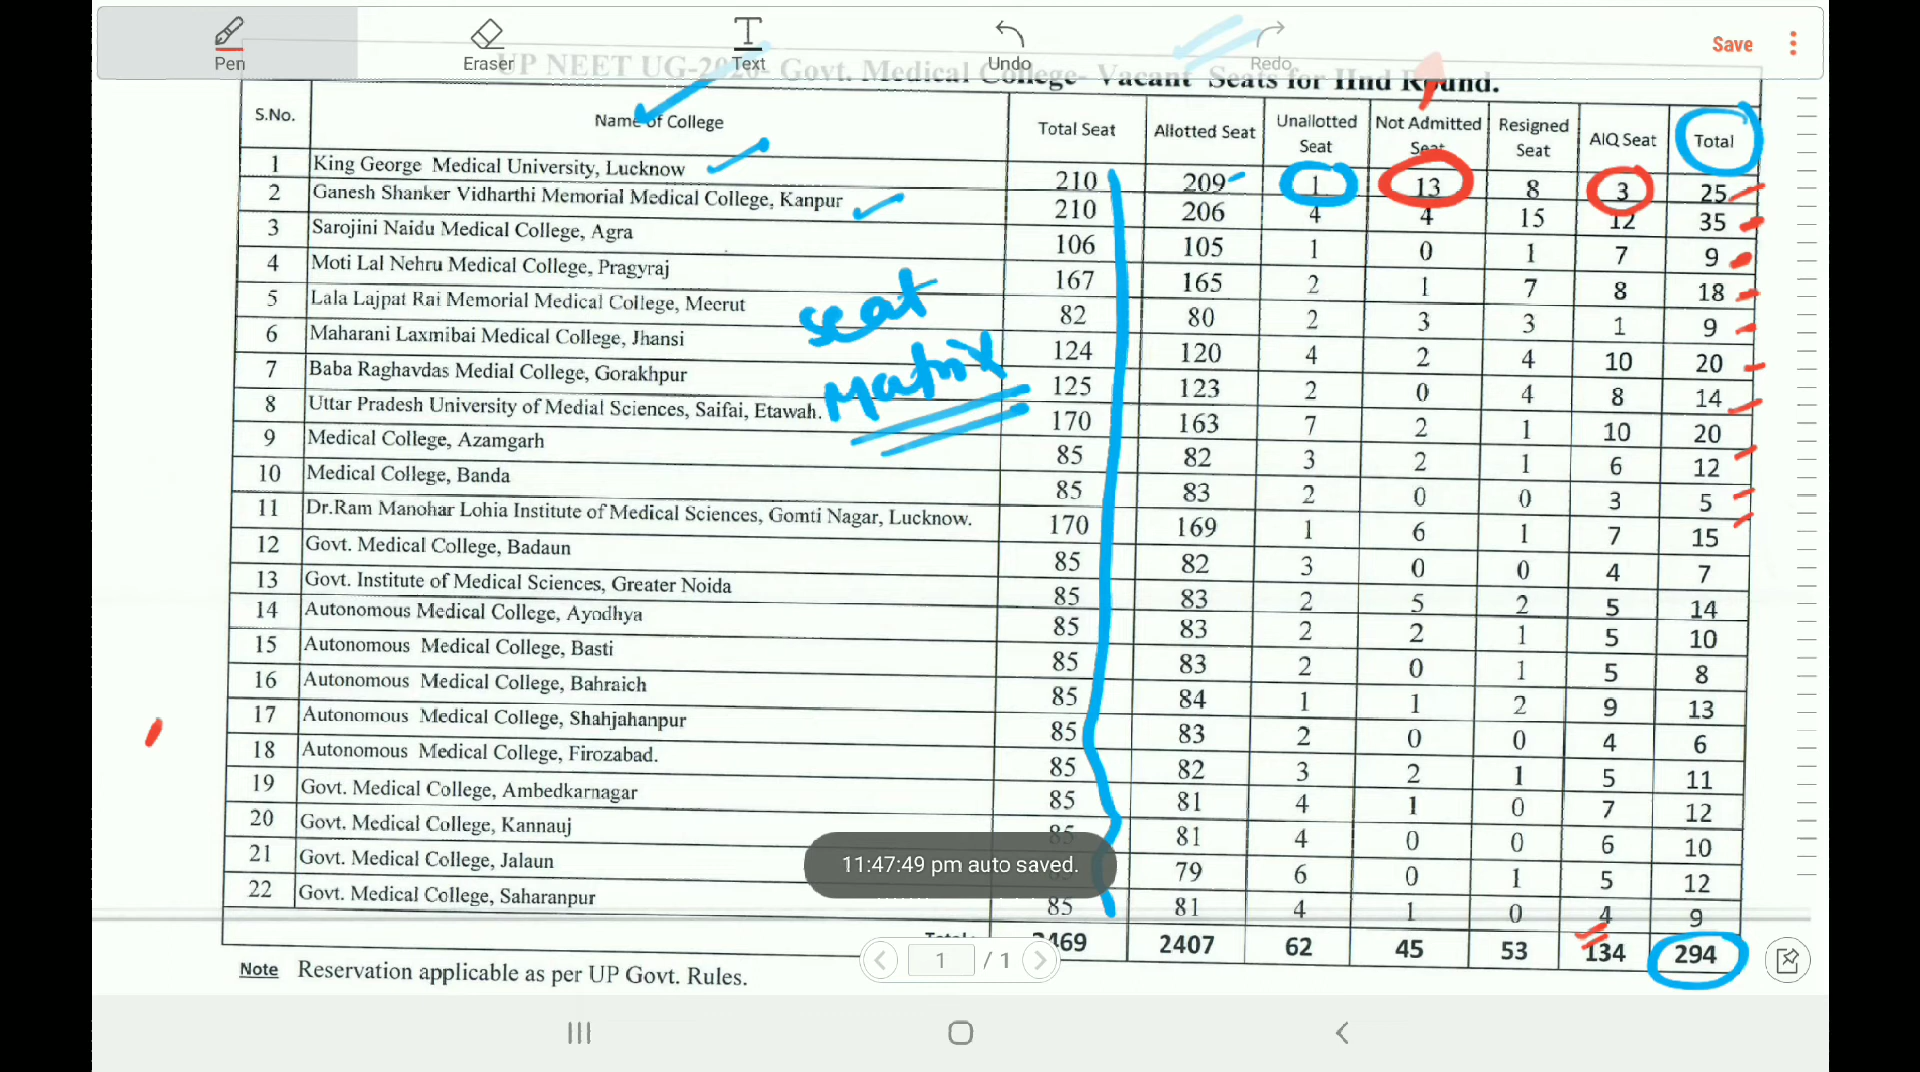 Pen Eraser Text Undo Redo Save
UP NEET UG-2020- Govt. Medical College- Vacant Seats for IInd Round.
S.No. Name of College Total Seat Allotted Seat Unallotted Seat Not Admitted Seat Resigned Seat AIQ Seat Total
1 King George Medical University, Lucknow 210 209 1 13 8 3 25
2 Ganesh Shanker Vidharthi Memorial Medical College, Kanpur 210 206 4 4 15 12 35
3 Sarojini Naidu Medical College, Agra 106 105 1 0 1 7 9
4 Moti Lal Nehru Medical College, Pragyraj 167 165 2 1 7 8 18
5 Lala Lajpat Rai Memorial Medical College, Meerut 82 80 2 3 3 1 9
seat
6 Maharani Laxmibai Medical College, Jhansi 124 120 4 2 4 10 20
7 Baba Raghavdas Medial College, Gorakhpur 125 123 2 0 4 8 14
Matrix
8 Uttar Pradesh University of Medial Sciences, Saifai, Etawah. 170 163 7 2 1 10 20
9 Medical College, Azamgarh 85 82 3 2 1 6 12
10 Medical College, Banda 85 83 2 0 0 3 5
11 Dr.Ram Manohar Lohia Institute of Medical Sciences, Gomti Nagar, Lucknow. 170 169 1 6 1 7 15
12 Govt. Medical College, Badaun 85 82 3 0 0 4 7
13 Govt. Institute of Medical Sciences, Greater Noida 85 83 2 5 2 5 14
14 Autonomous Medical College, Ayodhya 85 83 2 2 1 5 10
15 Autonomous Medical College, Basti 85 83 2 0 1 5 8
16 Autonomous Medical College, Bahraich 85 84 1 1 2 9 13
17 Autonomous Medical College, Shahjahanpur 85 83 2 0 0 4 6
18 Autonomous Medical College, Firozabad. 85 82 3 2 1 5 11
19 Govt. Medical College, Ambedkarnagar 85 81 4 1 0 7 12
20 Govt. Medical College, Kannauj 85 81 4 0 0 6 10
21 Govt. Medical College, Jalaun 79 6 0 1 5 12
11:47:49 pm auto saved.
22 Govt. Medical College, Saharanpur 85 81 4 1 0 4 9
2469 2407 62 45 53 134 294
1 / 1
Note Reservation applicable as per UP Govt. Rules.